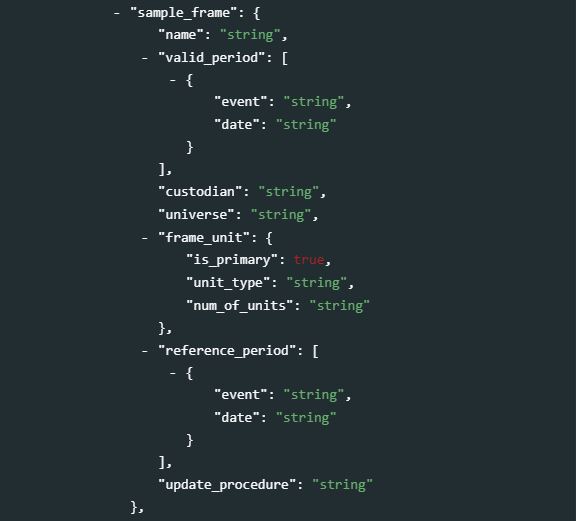 - "sample_frame": {
"name": "string",
- "valid_period": [
- {
"event": "string",
"date": "string"
}
],
"custodian": "string",
"universe": "string",
- "frame_unit": {
"is_primary": true,
"unit_type": "string",
"num_of_units": "string"
},
- "reference_period": [
- {
"event": "string",
"date": "string"
}
],
"update_procedure": "string"
},